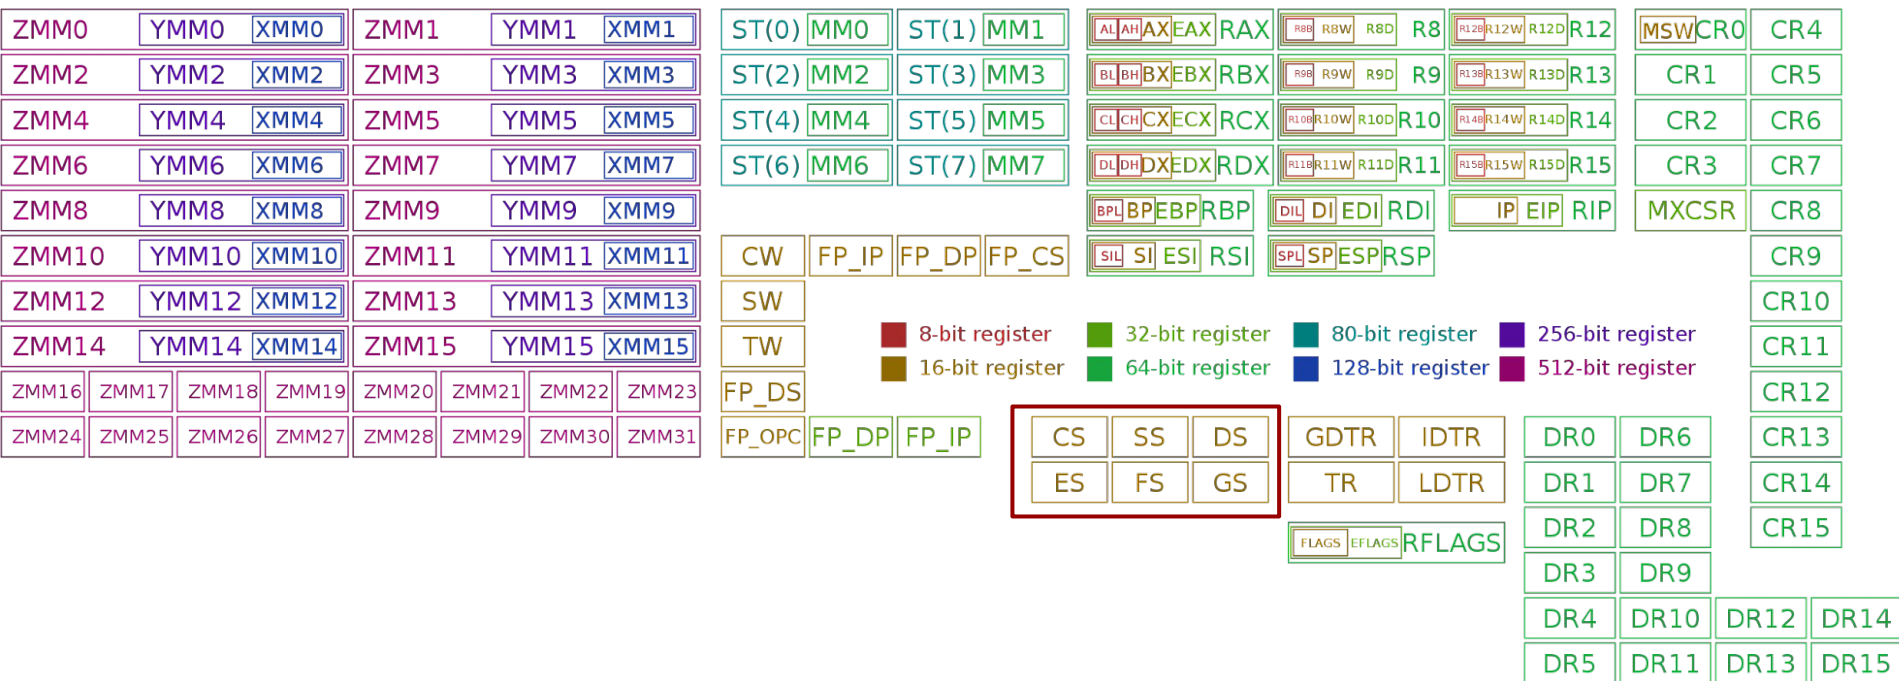 ZMM0 YMM0 XMM0 ZMM1 YMM1 XMM1 ST(0) MM0 ST(1) MM1 AL AH AX EAX RAX R8B R8W R8D R8 R12B R12W R12D R12 MSW CR0 CR4
ZMM2 YMM2 XMM2 ZMM3 YMM3 XMM3 ST(2) MM2 ST(3) MM3 BL BH BX EBX RBX R9B R9W R9D R9 R13B R13W R13D R13 CR1 CR5
ZMM4 YMM4 XMM4 ZMM5 YMM5 XMM5 ST(4) MM4 ST(5) MM5 CL CH CX ECX RCX R10B R10W R10D R10 R14B R14W R14D R14 CR2 CR6
ZMM6 YMM6 XMM6 ZMM7 YMM7 XMM7 ST(6) MM6 ST(7) MM7 DL DH DX EDX RDX R11B R11W R11D R11 R15B R15W R15D R15 CR3 CR7
ZMM8 YMM8 XMM8 ZMM9 YMM9 XMM9 BPL BP EBP RBP DIL DI EDI RDI IP EIP RIP MXCSR CR8
ZMM10 YMM10 XMM10 ZMM11 YMM11 XMM11 CW FP_IP FP_DP FP_CS SIL SI ESI RSI SPL SP ESP RSP CR9
ZMM12 YMM12 XMM12 ZMM13 YMM13 XMM13 SW CR10
8-bit register 32-bit register 80-bit register 256-bit register
ZMM14 YMM14 XMM14 ZMM15 YMM15 XMM15 TW CR11
16-bit register 64-bit register 128-bit register 512-bit register
ZMM16 ZMM17 ZMM18 ZMM19 ZMM20 ZMM21 ZMM22 ZMM23 FP_DS CR12
ZMM24 ZMM25 ZMM26 ZMM27 ZMM28 ZMM29 ZMM30 ZMM31 FP_OPC FP_DP FP_IP CS SS DS GDTR IDTR DR0 DR6 CR13
ES FS GS TR LDTR DR1 DR7 CR14
DR2 DR8 CR15
FLAGS EFLAGS RFLAGS
DR3 DR9
DR4 DR10 DR12 DR14
DR5 DR11 DR13 DR15